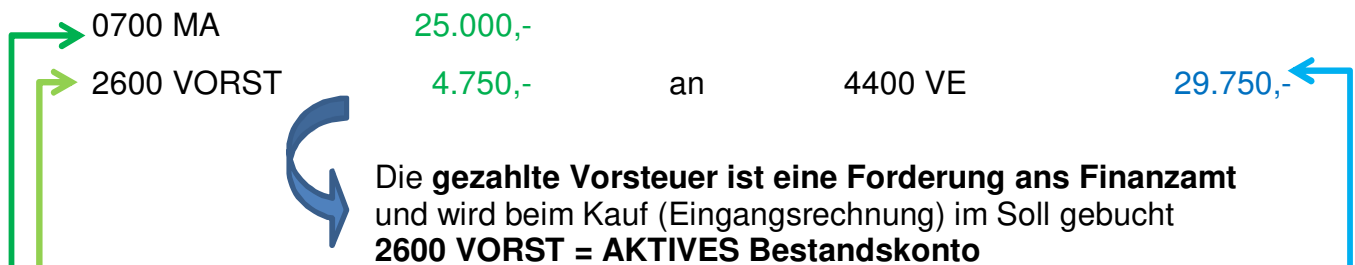 0700 MA 25.000,-
2600 VORST 4.750,- an 4400 VE 29.750,-
Die gezahlte Vorsteuer ist eine Forderung ans Finanzamt
und wird beim Kauf (Eingangsrechnung) im Soll gebucht
2600 VORST = AKTIVES Bestandskonto